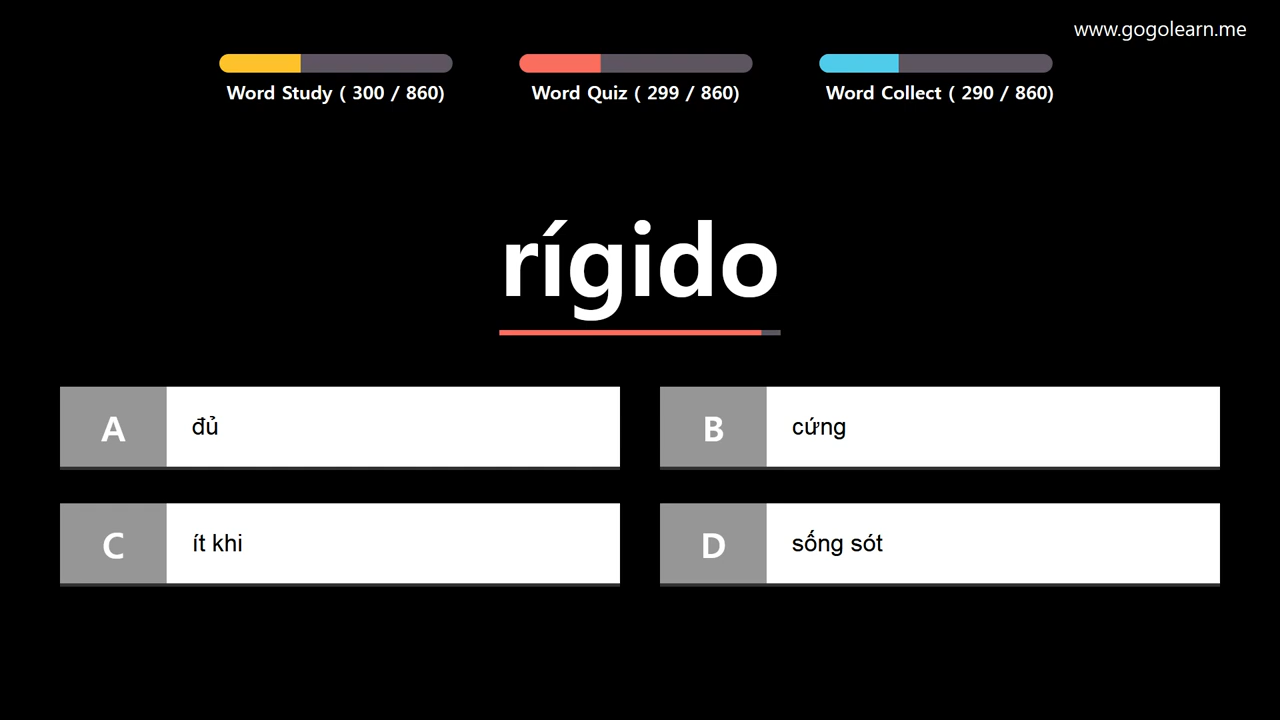 www.gogolearn.me
Word Study ( 300 / 860)
Word Quiz ( 299 / 860)
Word Collect ( 290 / 860)
rígido
A đủ
B cứng
C ít khi
D sống sót